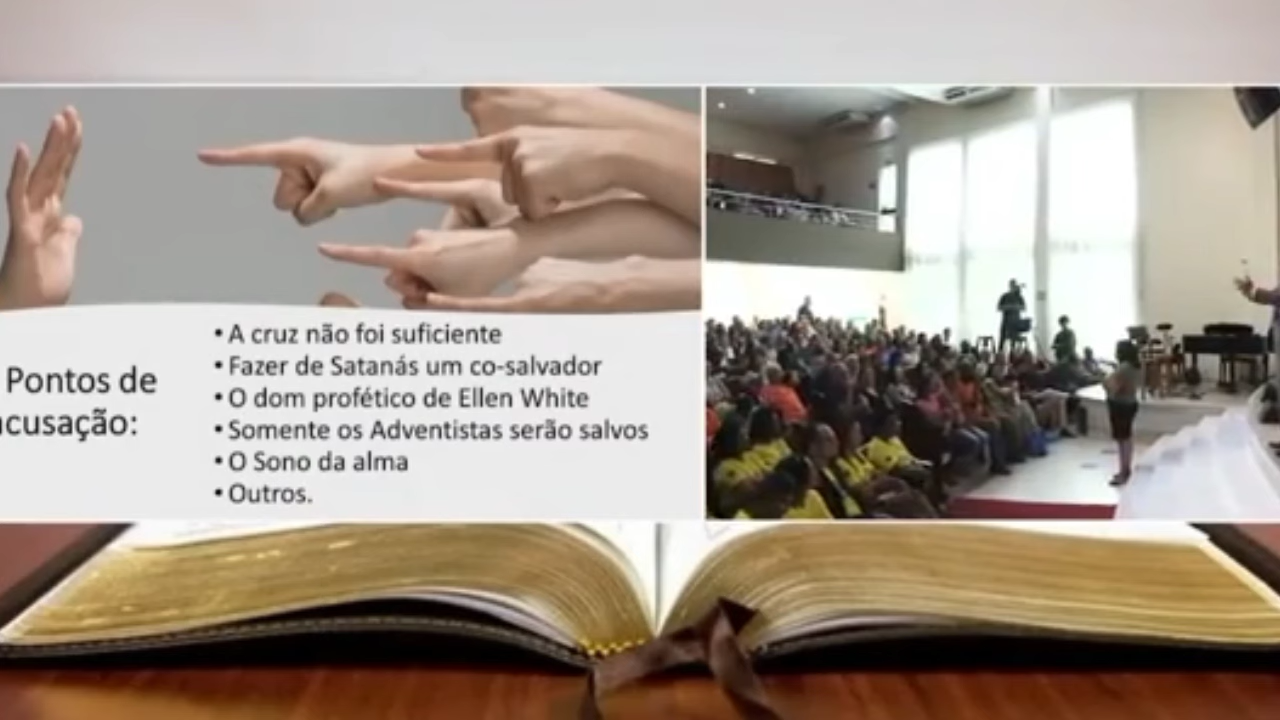 Pontos de
acusação:
• A cruz não foi suficiente
• Fazer de Satanás um co-salvador
• O dom profético de Ellen White
• Somente os Adventistas serão salvos
• O Sono da alma
• Outros.